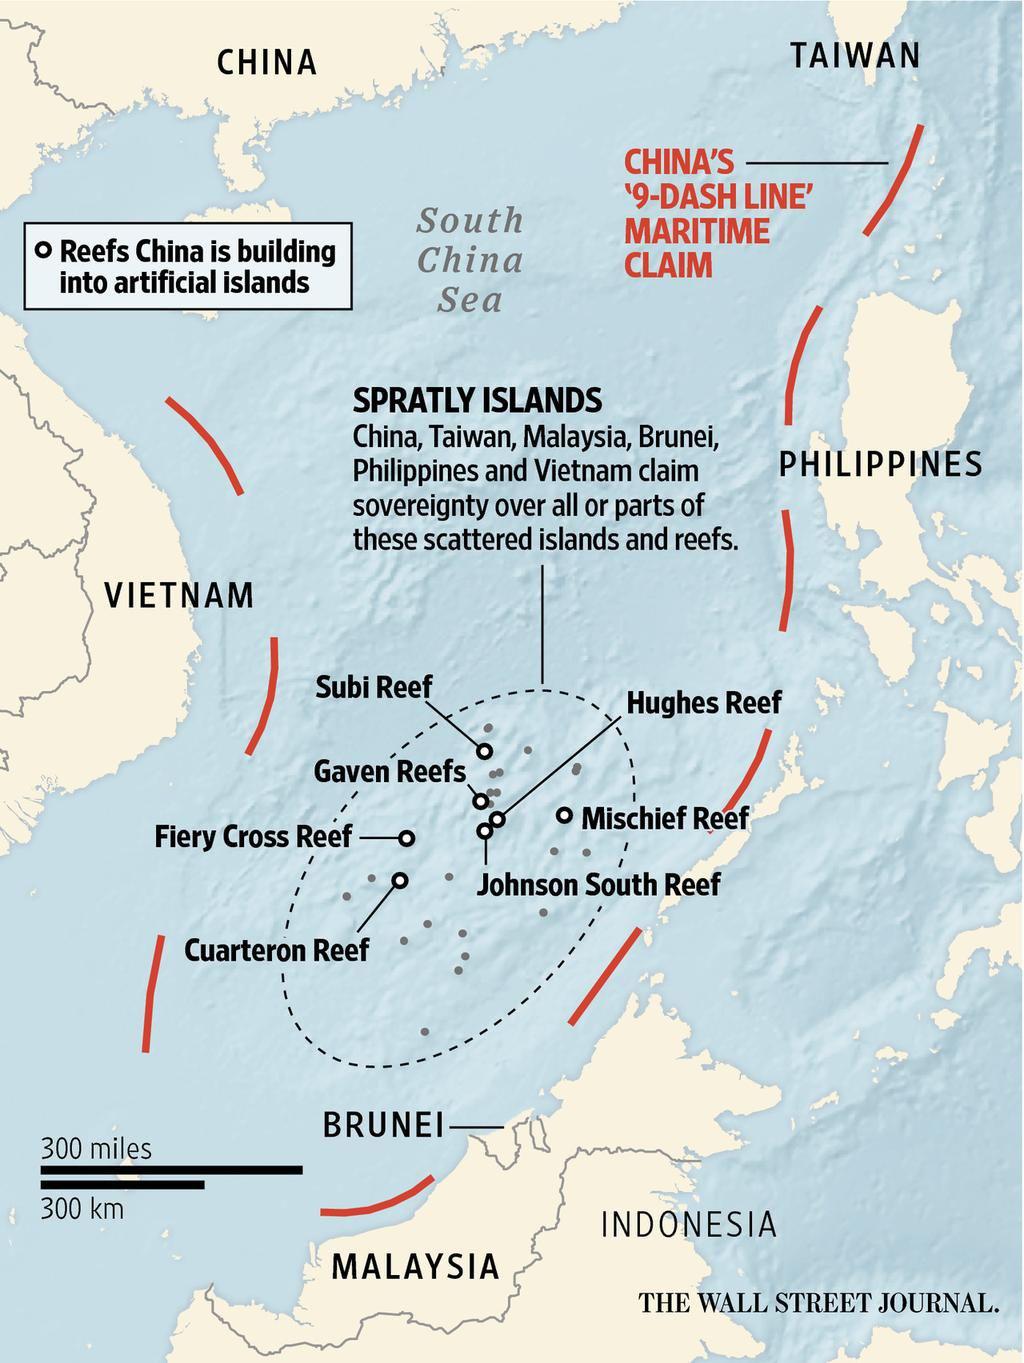 CHINA
TAIWAN
CHINA'S
‘9-DASH LINE’
MARITIME
CLAIM
South
China
Sea
Reefs China is building
into artificial islands
SPRATLY ISLANDS
China, Taiwan, Malaysia, Brunei,
Philippines and Vietnam claim
sovereignty over all or parts of
these scattered islands and reefs.
PHILIPPINES
VIETNAM
Subi Reef
Hughes Reef
Gaven Reefs
Mischief Reef
Fiery Cross Reef
Johnson South Reef
Cuarteron Reef
BRUNEI
300 miles
300 km
INDONESIA
MALAYSIA
THE WALL STREET JOURNAL.